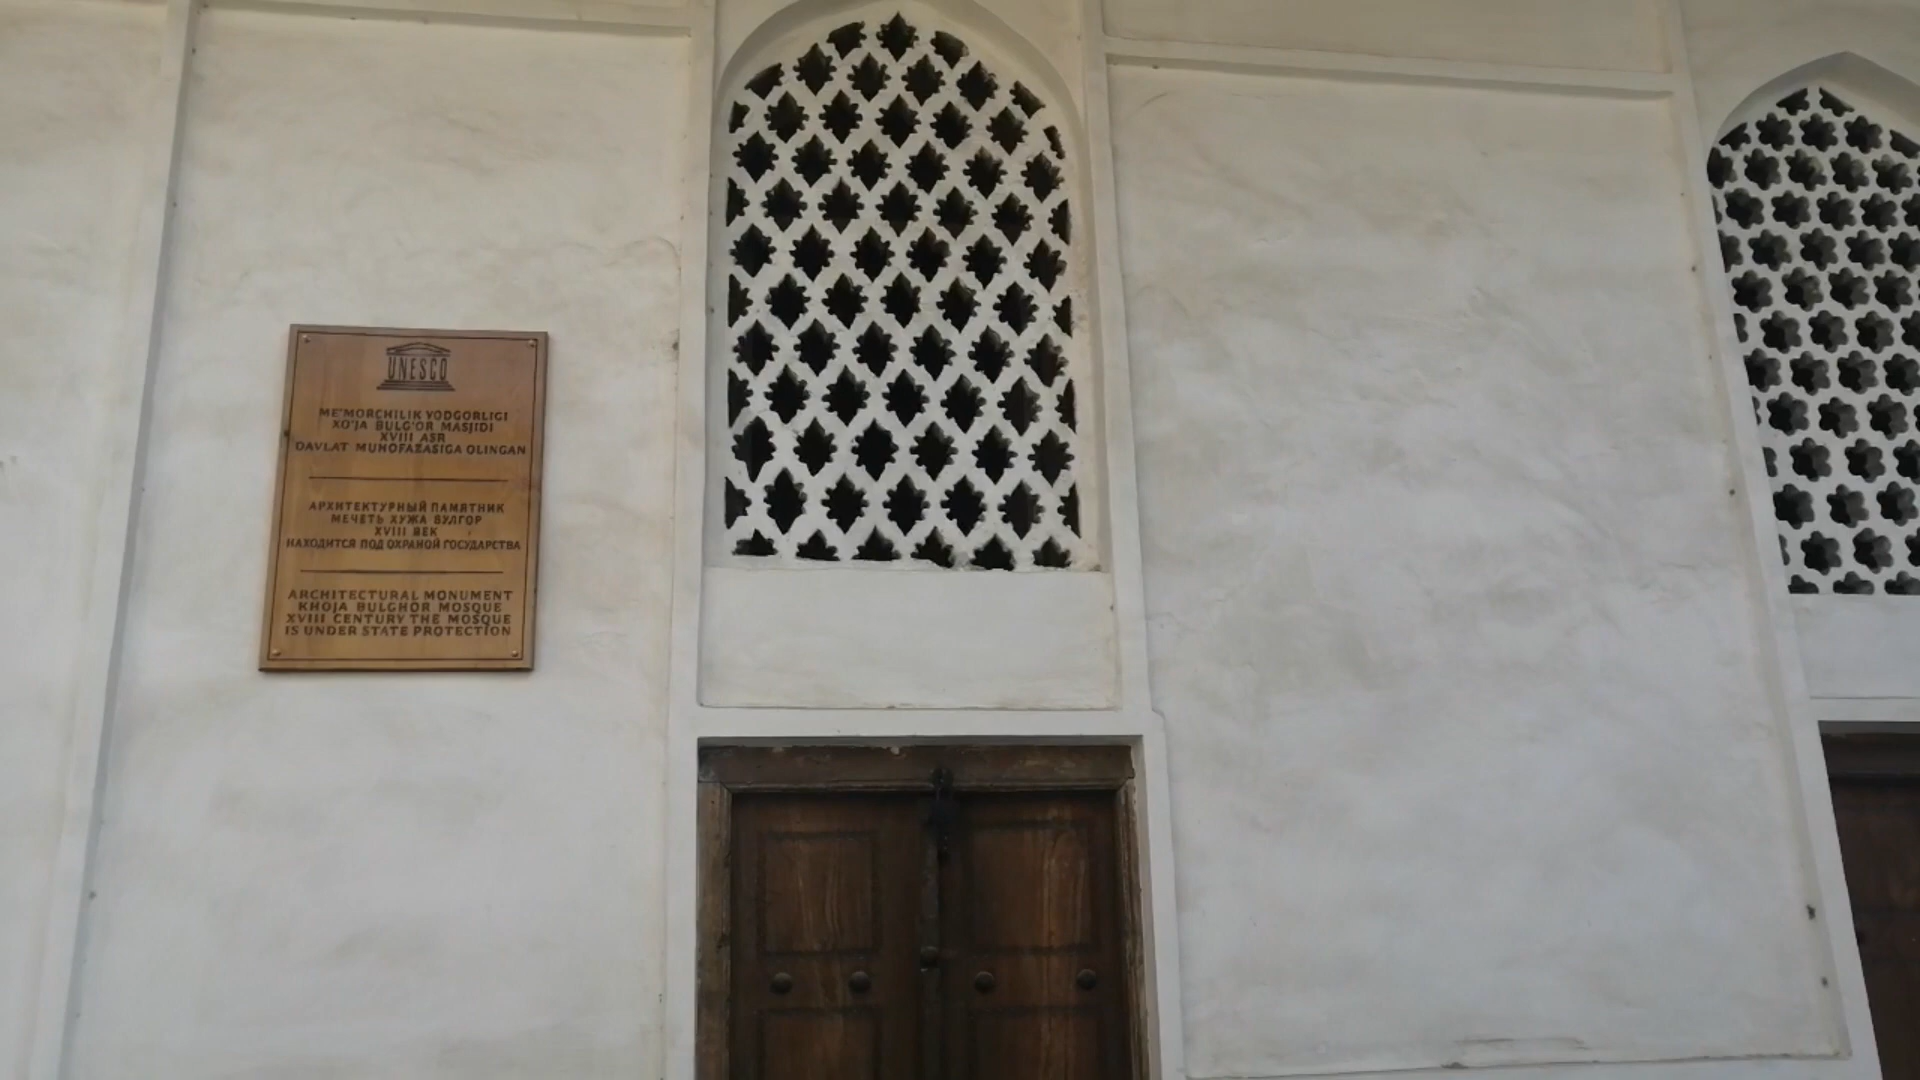 UNESCO
ME'MORCHILIK YODGORLIGI
XO'JA BULG'OR MASJIDI
XVIII ASR
DAVLAT MUHOFAZASIGA OLINGAN
АРХИТЕКТУРНЫЙ ПАМЯТНИК
МЕЧЕТЬ ХУЖА БУЛГОР
XVIII ВЕК
НАХОДИТСЯ ПОД ОХРАНОЙ ГОСУДАРСТВА
ARCHITECTURAL MONUMENT
KHOJA BULGHOR MOSQUE
XVIII CENTURY THE MOSQUE
IS UNDER STATE PROTECTION